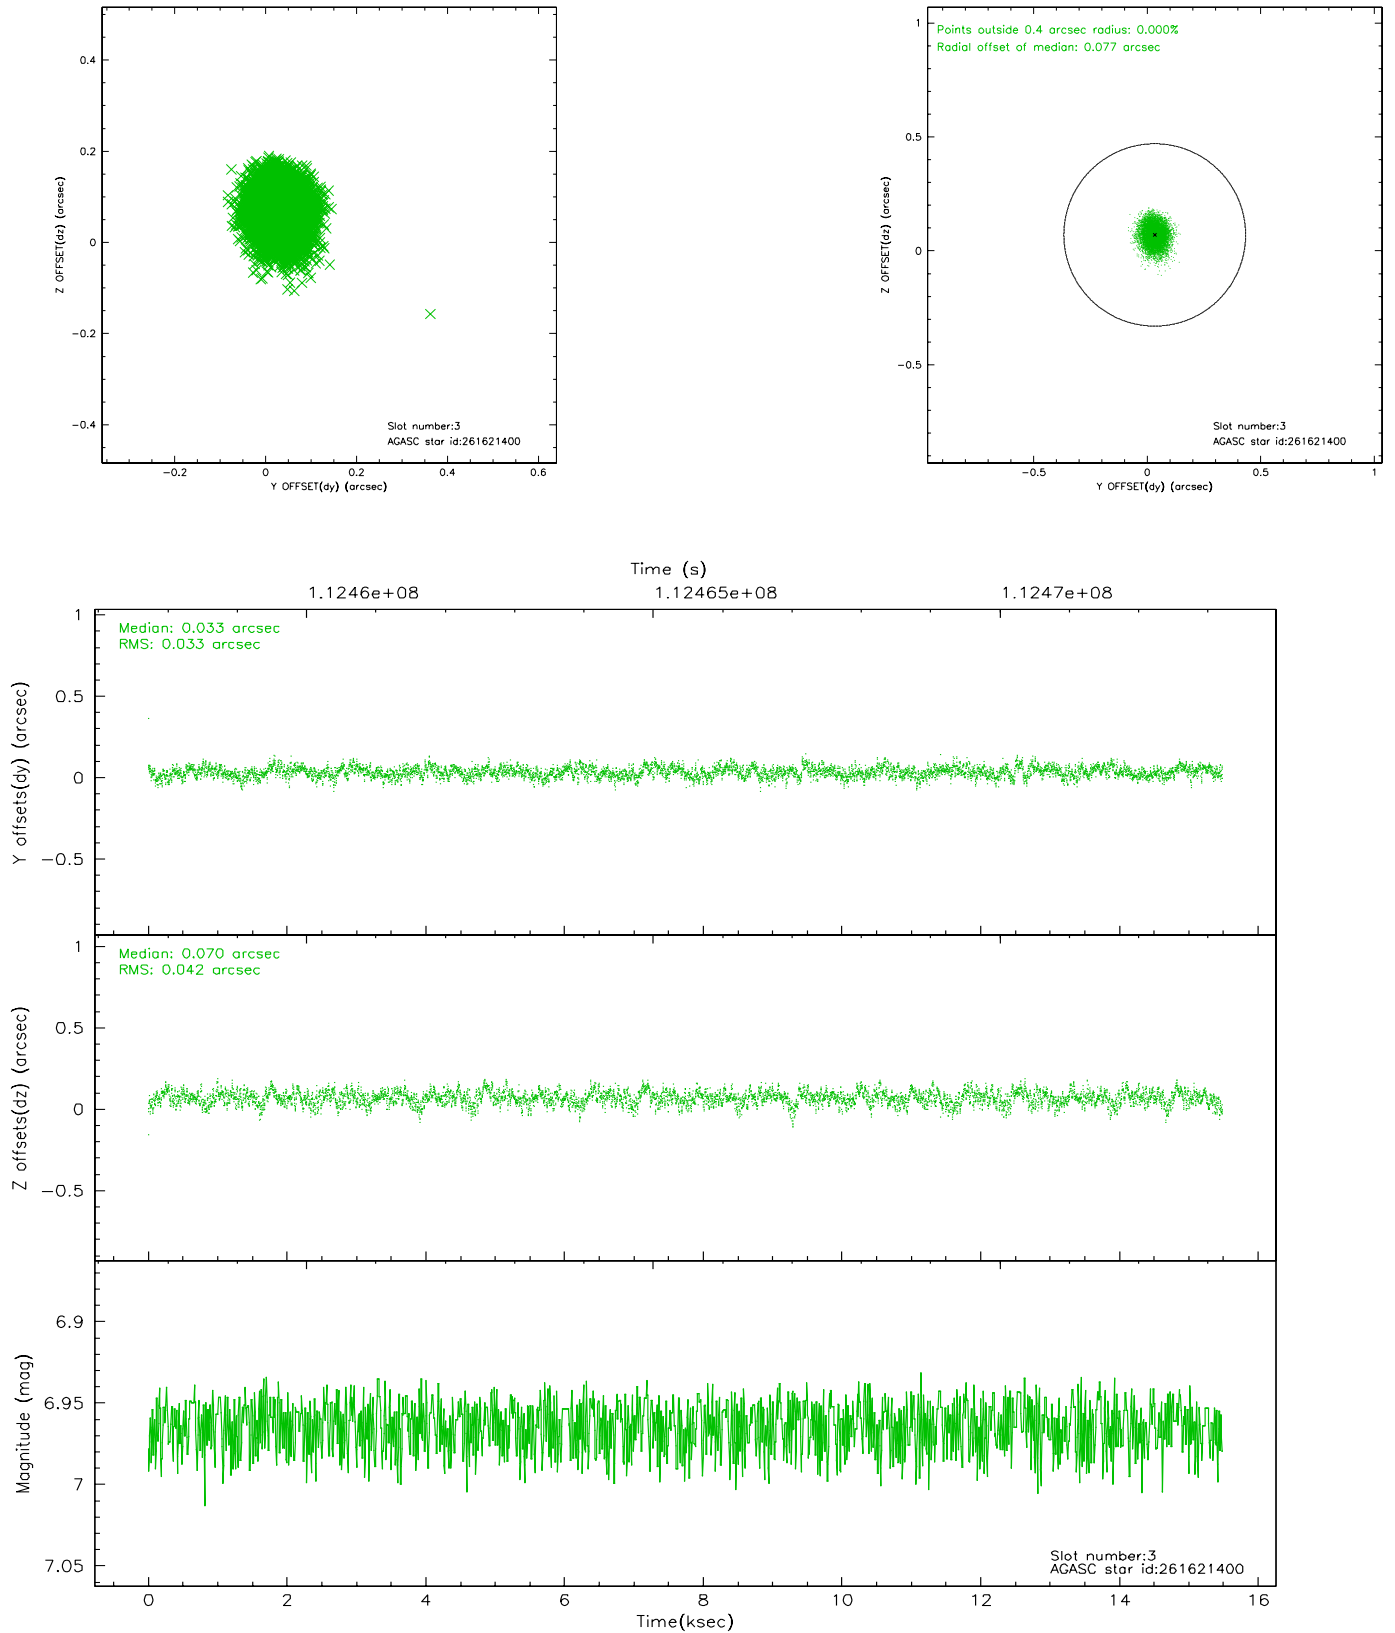 0.4
0.2
0
−0.2
−0.4
Z OFFSET(dz) (arcsec)
Slot number:3
AGASC star id:261621400
−0.2 0 0.2 0.4 0.6
Y OFFSET(dy) (arcsec)
Points outside 0.4 arcsec radius: 0.000%
Radial offset of median: 0.077 arcsec
1
0.5
0
−0.5
Z OFFSET(dz) (arcsec)
Slot number:3
AGASC star id:261621400
−0.5 0 0.5 1
Y OFFSET(dy) (arcsec)
Time (s)
1.1246e+08 1.12465e+08 1.1247e+08
Median: 0.033 arcsec
RMS: 0.033 arcsec
1
0.5
0
−0.5
Y offsets(dy) (arcsec)
Median: 0.070 arcsec
RMS: 0.042 arcsec
1
0.5
0
−0.5
Z offsets(dz) (arcsec)
6.9
6.95
7
7.05
Magnitude (mag)
Slot number:3
AGASC star id:261621400
0 2 4 6 8 10 12 14 16
Time(ksec)